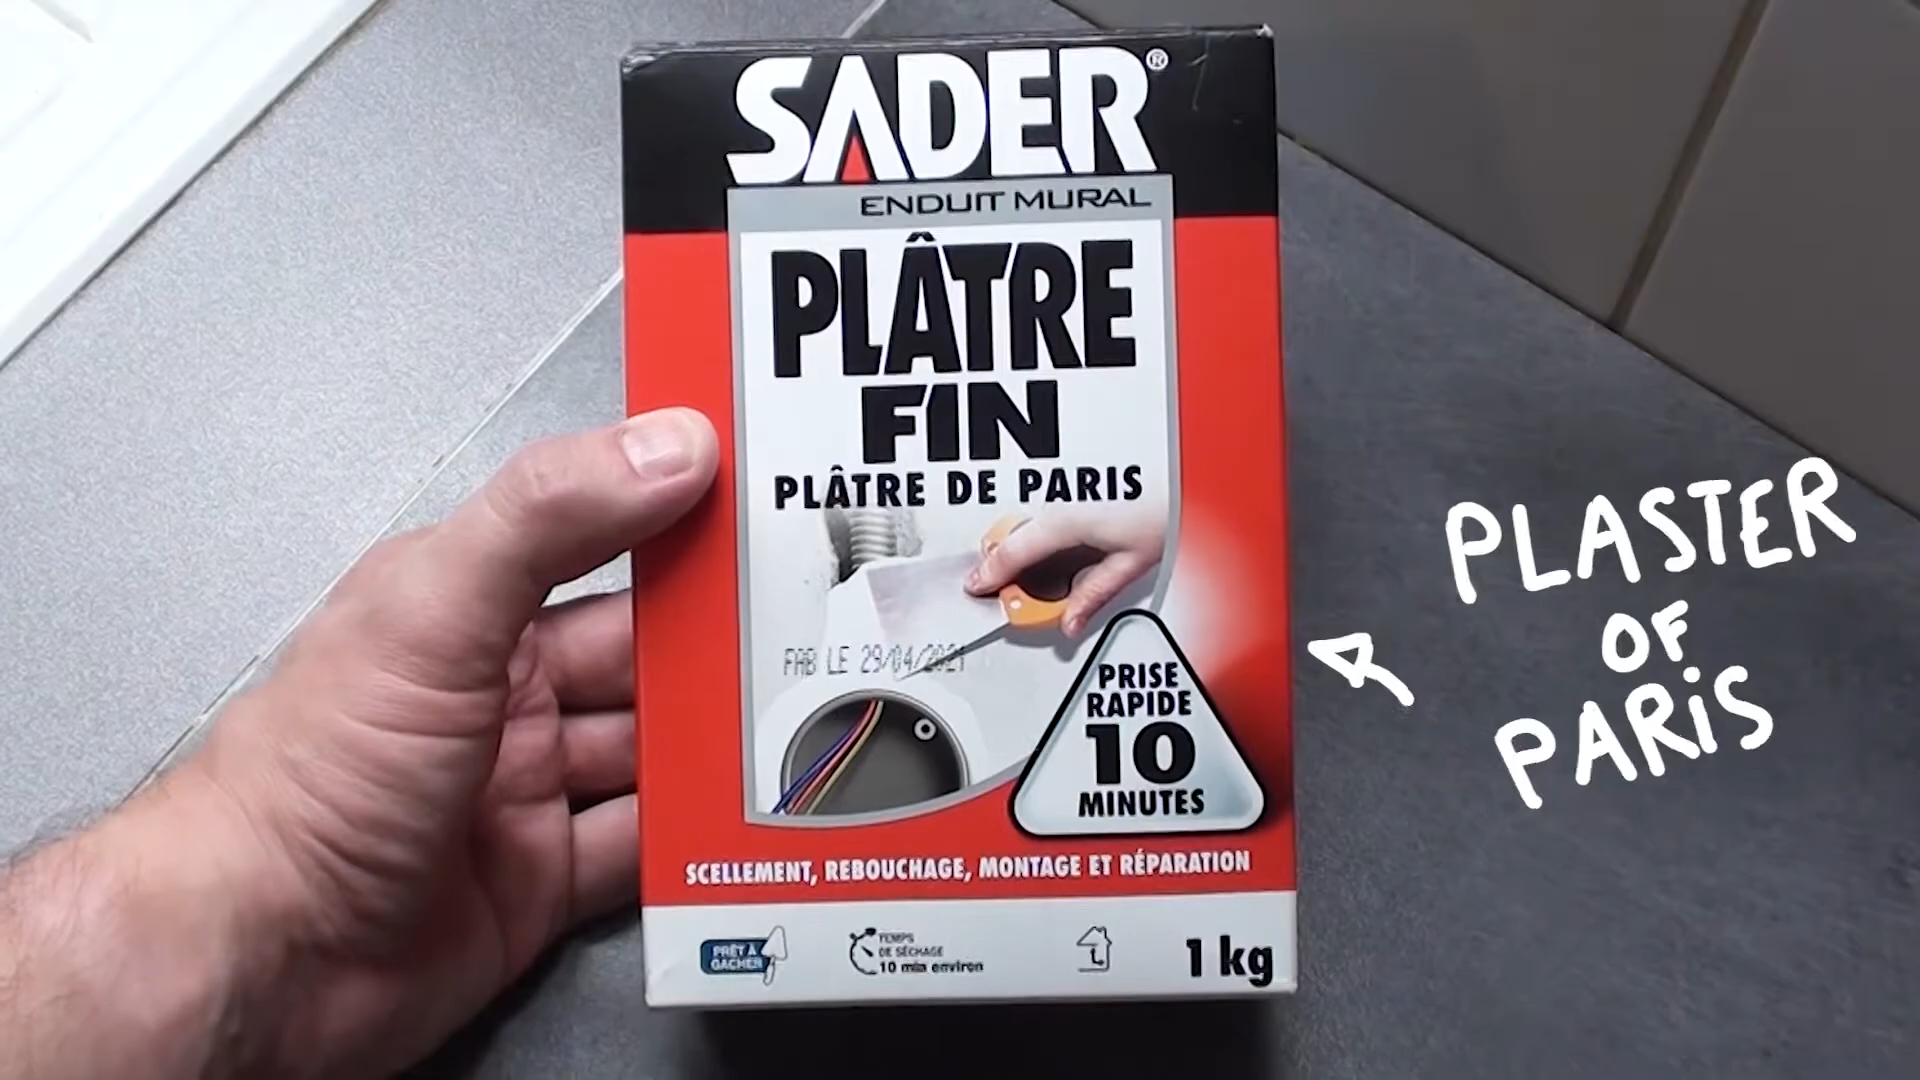 SADER®
ENDUIT MURAL
PLÂTRE
FIN
PLÂTRE DE PARIS
FAB LE 29/04/2021
PRISE
RAPIDE
10
MINUTES
SCELLEMENT, REBOUCHAGE, MONTAGE ET RÉPARATION
PRÊT À
GACHER
TEMPS
DE SÉCHAGE
10 min environ
1 kg
PLASTER
OF
PARiS